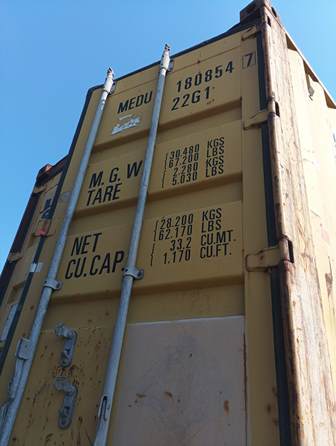 MEDU 180854 7
22G1
M.G.W 30.480 KGS
67.200 LBS
TARE 2.280 KGS
5.030 LBS
NET 28.200 KGS
62.170 LBS
CU.CAP. 33.2 CU.MT.
1.170 CU.FT.